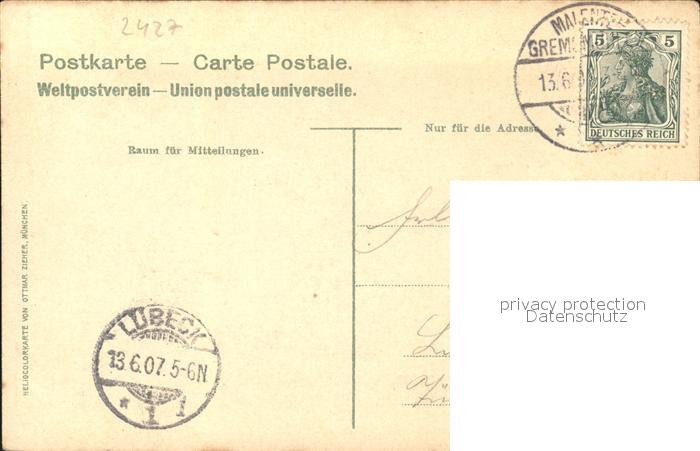 2427
Postkarte — Carte Postale.
Weltpostverein — Union postale universelle.
5 5
DEUTSCHES REICH
13.6
Nur für die Adresse
Raum für Mitteilungen.
privacy protection
Datenschutz
HELIOCOLORKARTE VON OTTMAR ZIEHER, MÜNCHEN.
LÜBECK
13.6.07. 5-6N
* 1 1